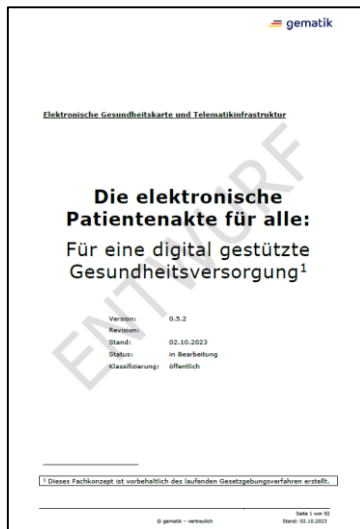 gematik
Elektronische Gesundheitskarte und Telematikinfrastruktur
ENTWURF
Die elektronische
Patientenakte für alle:
Für eine digital gestützte
Gesundheitsversorgung¹
Version: 0.5.2
Revision:
Stand: 02.10.2023
Status: in Bearbeitung
Klassifizierung: öffentlich
¹ Dieses Fachkonzept ist vorbehaltlich des laufenden Gesetzgebungsverfahren erstellt.
Seite 1 von 92
© gematik – vertraulich Stand: 02.10.2023